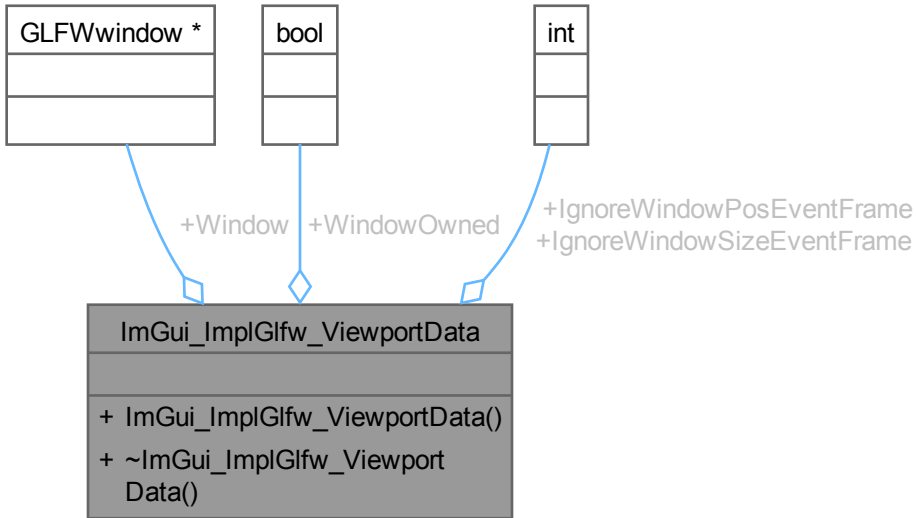 GLFWwindow *
bool
int
+Window
+WindowOwned
+IgnoreWindowPosEventFrame
+IgnoreWindowSizeEventFrame
ImGui_ImplGlfw_ViewportData
+ ImGui_ImplGlfw_ViewportData()
+ ~ImGui_ImplGlfw_Viewport
Data()